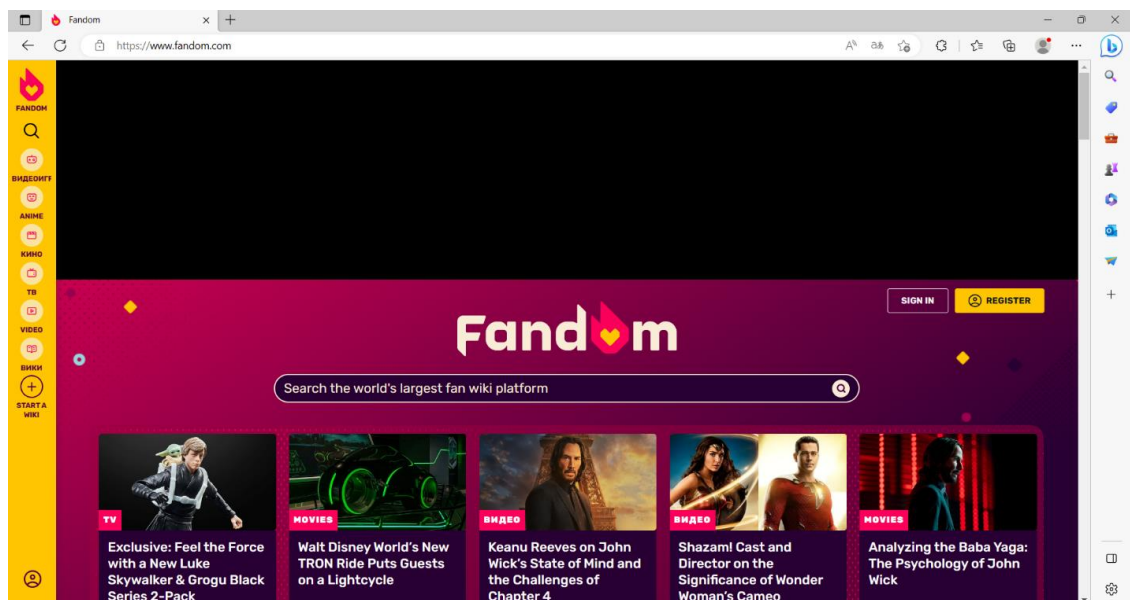 Fandom
https://www.fandom.com
FANDOM
ВИДЕОИГР
ANIME
КИНО
ТВ
VIDEO
ВИКИ
START A
WIKI
SIGN IN
REGISTER
Fandom
Search the world's largest fan wiki platform
TV
Exclusive: Feel the Force
with a New Luke
Skywalker & Grogu Black
Series 2-Pack
MOVIES
Walt Disney World's New
TRON Ride Puts Guests
on a Lightcycle
ВИДЕО
Keanu Reeves on John
Wick's State of Mind and
the Challenges of
Chapter 4
ВИДЕО
Shazam! Cast and
Director on the
Significance of Wonder
Woman's Cameo
MOVIES
Analyzing the Baba Yaga:
The Psychology of John
Wick